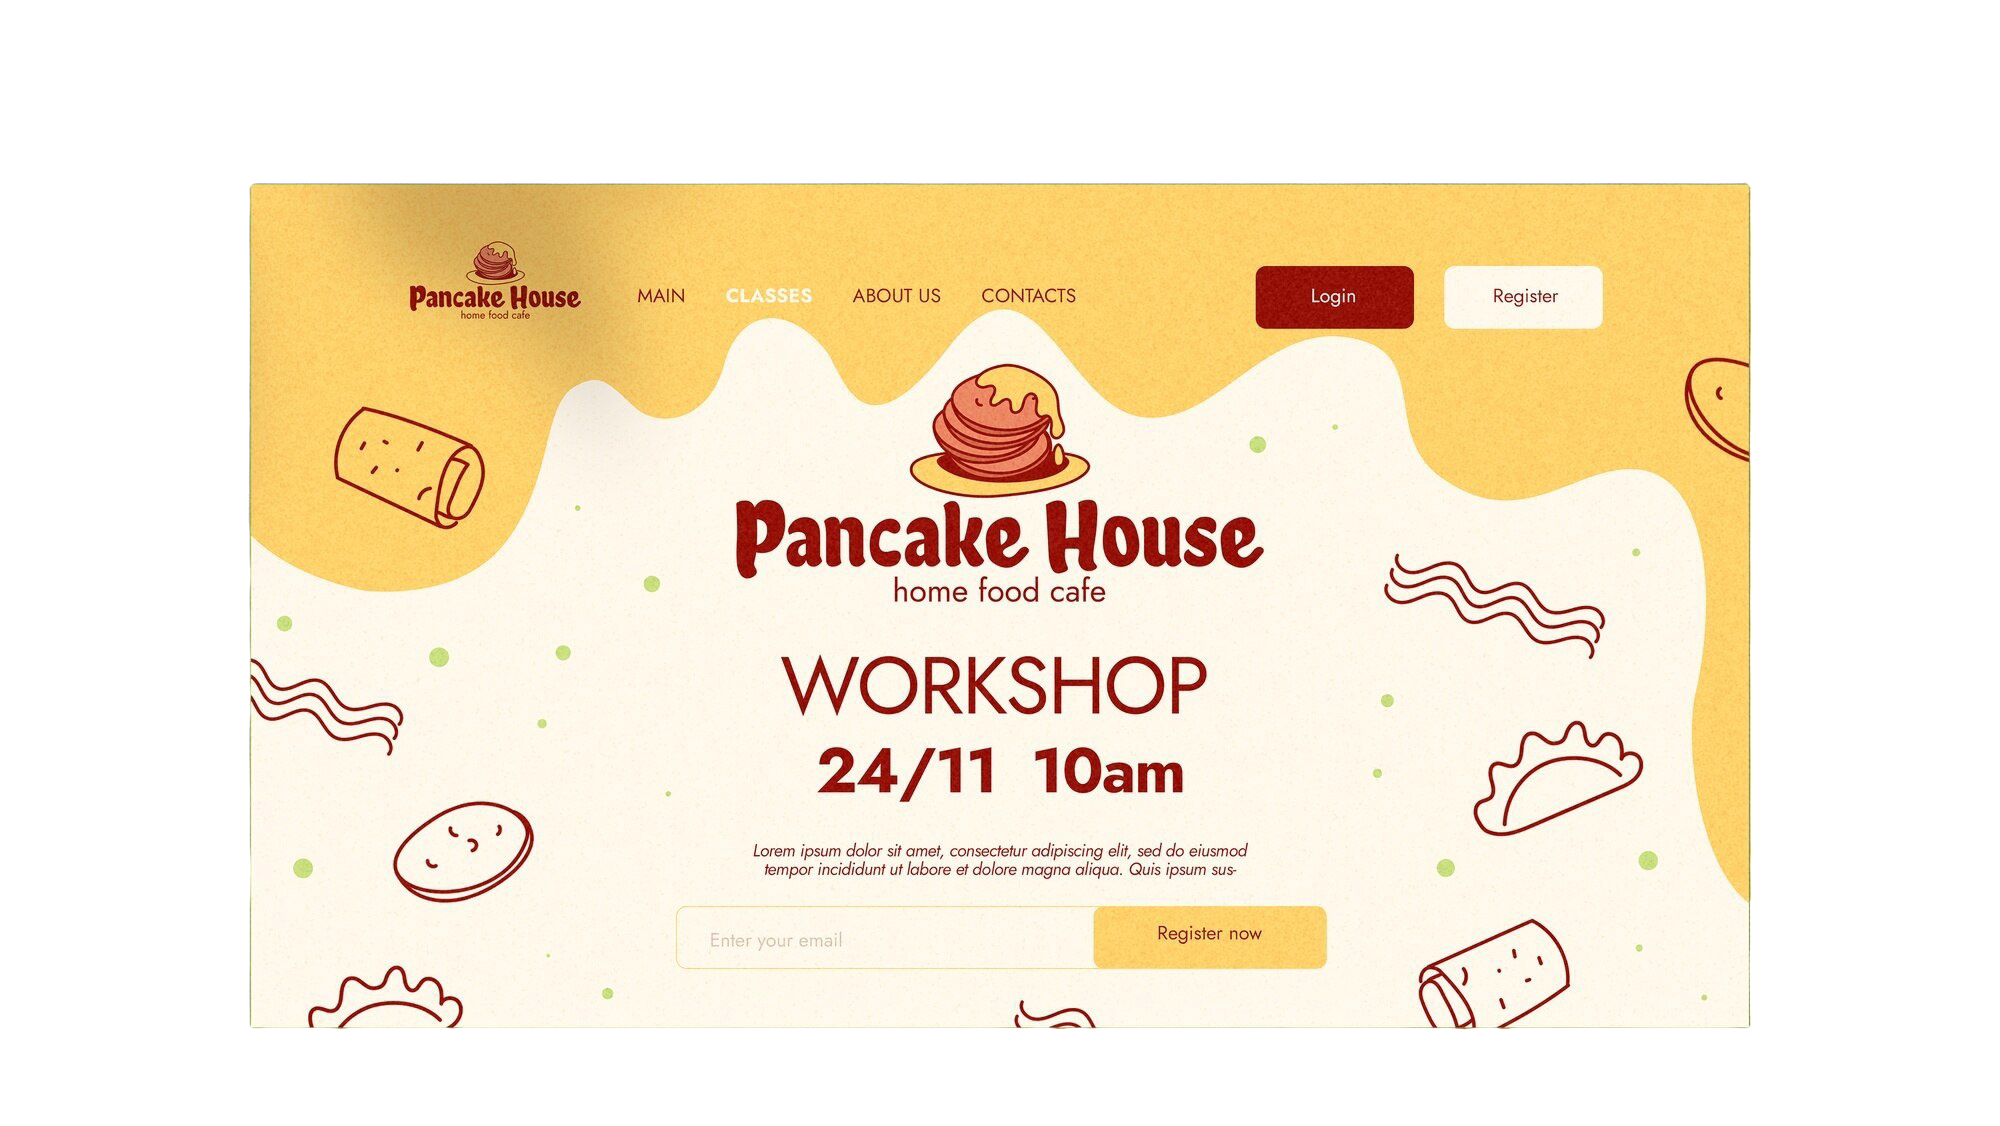 Pancake House
home food cafe
MAIN CLASSES ABOUT US CONTACTS
Login
Register
Pancake House
home food cafe
WORKSHOP
24/11 10am
Lorem ipsum dolor sit amet, consectetur adipiscing elit, sed do eiusmod
tempor incididunt ut labore et dolore magna aliqua. Quis ipsum sus-
Enter your email
Register now